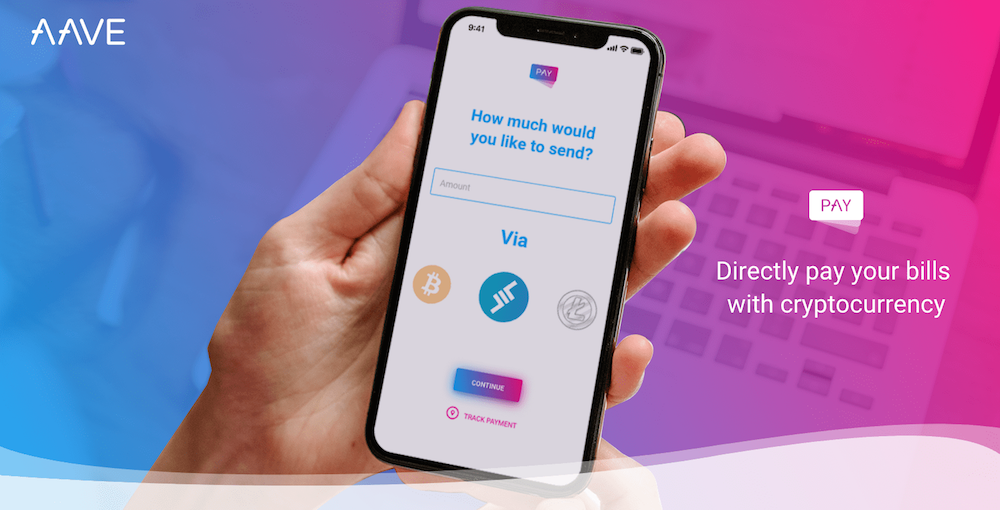 AAVE
9:41
PAY
How much would
you like to send?
Amount
Via
CONTINUE
TRACK PAYMENT
PAY
Directly pay your bills
with cryptocurrency